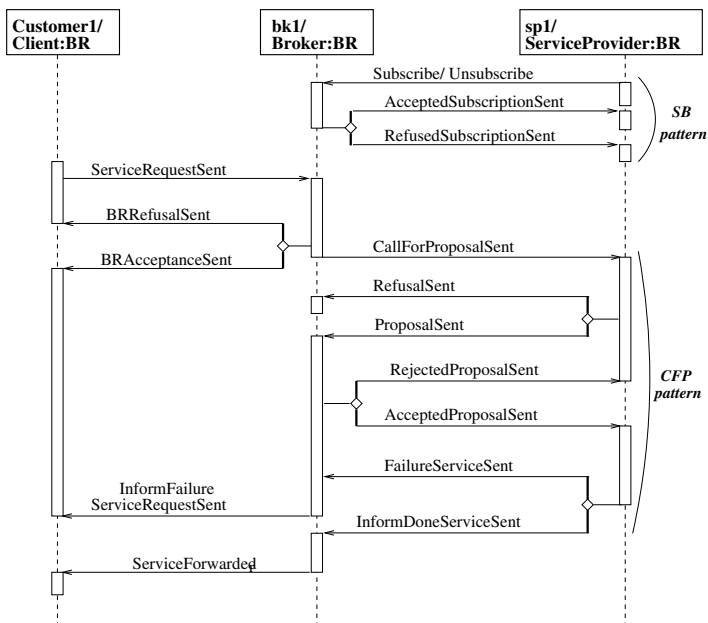 Customer1/
Client:BR
bk1/
Broker:BR
sp1/
ServiceProvider:BR
Subscribe/ Unsubscribe
AcceptedSubscriptionSent
SB
pattern
RefusedSubscriptionSent
ServiceRequestSent
BRRefusalSent
CallForProposalSent
BRAcceptanceSent
RefusalSent
ProposalSent
RejectedProposalSent
CFP
pattern
AcceptedProposalSent
FailureServiceSent
InformFailure
ServiceRequestSent
InformDoneServiceSent
ServiceForwarded